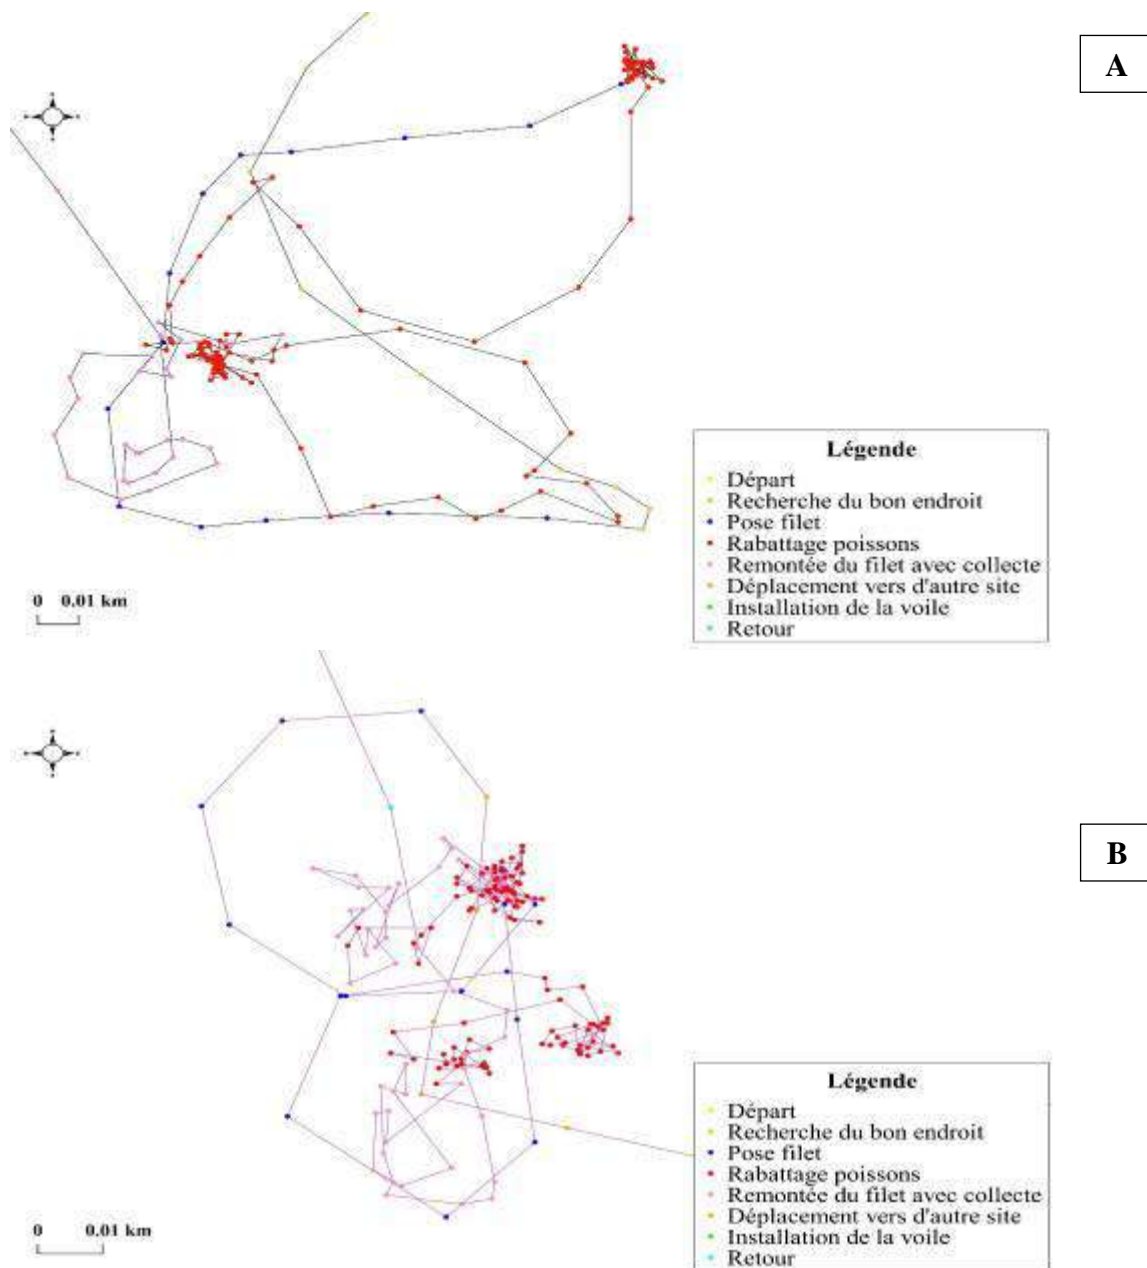 A
Légende
Départ
Recherche du bon endroit
Pose filet
Rabattage poissons
Remontée du filet avec collecte
Déplacement vers d'autre site
Installation de la voile
Retour
0 0.01 km
B
Légende
Départ
Recherche du bon endroit
Pose filet
Rabattage poissons
Remontée du filet avec collecte
Déplacement vers d'autre site
Installation de la voile
Retour
0 0.01 km